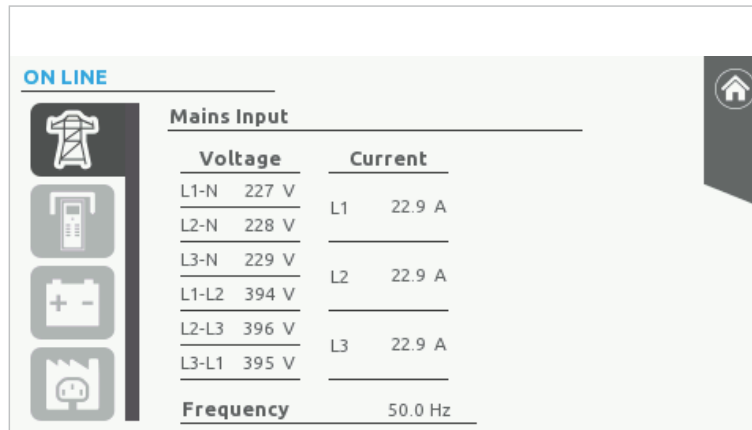 ON LINE
Mains Input
Voltage Current
L1-N 227 V
L1 22.9 A
L2-N 228 V
L3-N 229 V
L2 22.9 A
L1-L2 394 V
L2-L3 396 V
L3 22.9 A
L3-L1 395 V
Frequency 50.0 Hz